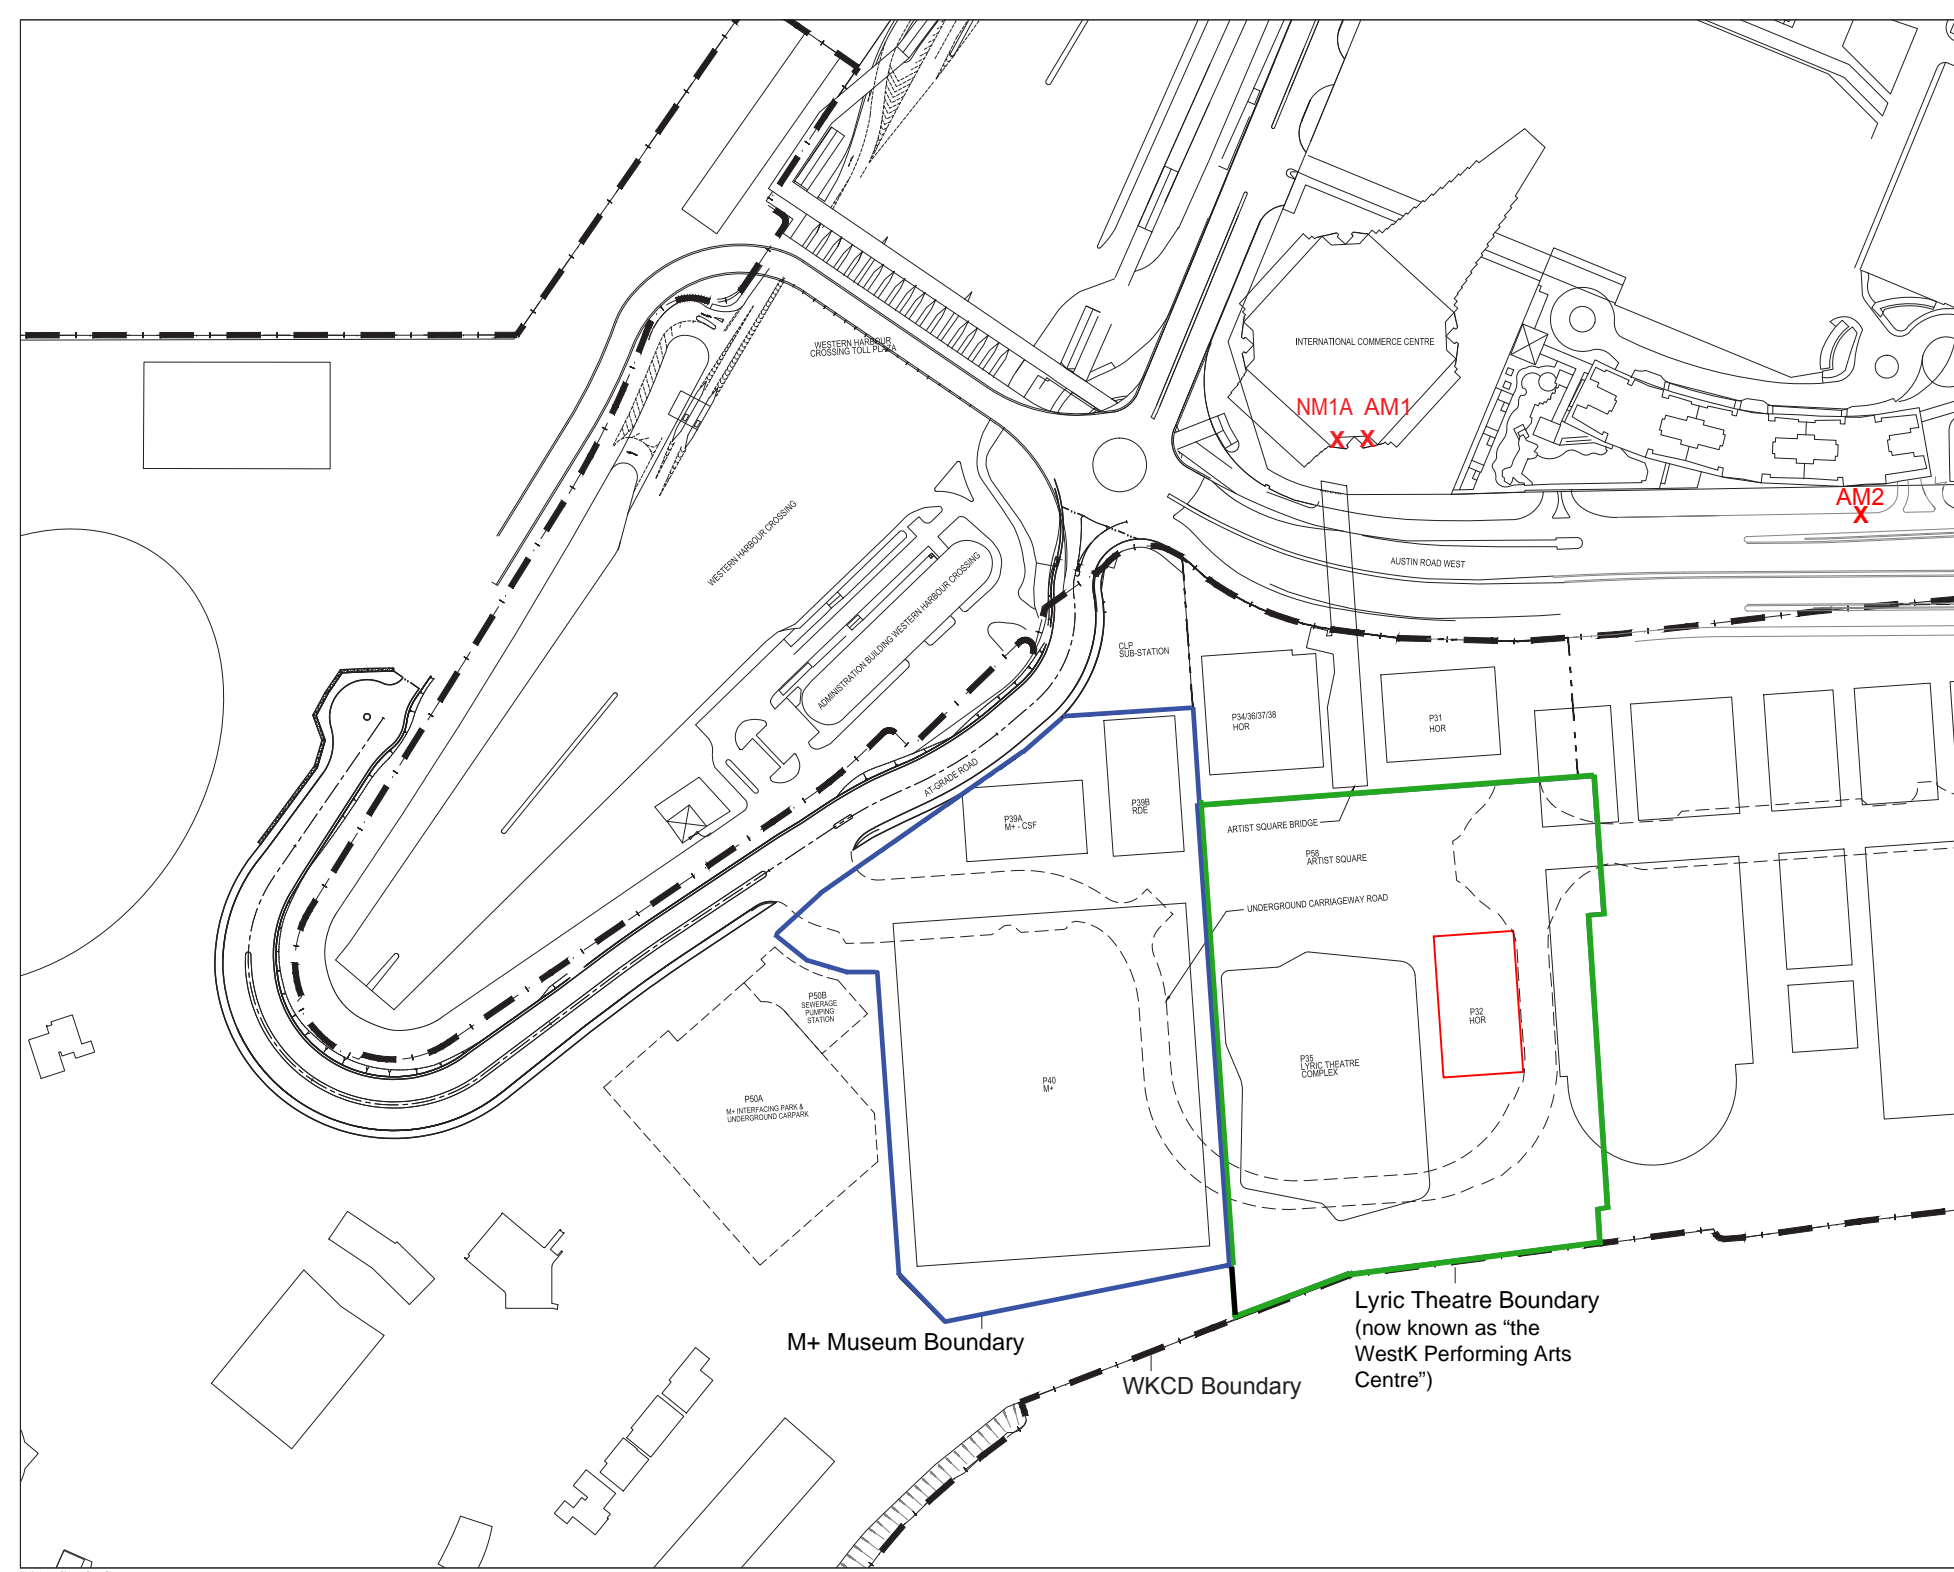 WESTERN HARBOUR
CROSSING TOLL PLAZA
INTERNATIONAL COMMERCE CENTRE
NM1A AM1
X X
AM2
X
WESTERN HARBOUR CROSSING
ADMINISTRATION BUILDING WESTERN HARBOUR CROSSING
AUSTIN ROAD WEST
CLP
SUB-STATION
P34/36/37/38
HOR
P31
HOR
AT-GRADE ROAD
P39A
M+ - CSF
P39B
RDE
ARTIST SQUARE BRIDGE
P58
ARTIST SQUARE
UNDERGROUND CARRIAGEWAY ROAD
P50B
SEWERAGE
PUMPING
STATION
P32
HOR
P35
LYRIC THEATRE
COMPLEX
P40
M+
P50A
M+ INTERFACING PARK &
UNDERGROUND CARPARK
Lyric Theatre Boundary
(now known as “the
WestK Performing Arts
Centre”)
M+ Museum Boundary
WKCD Boundary